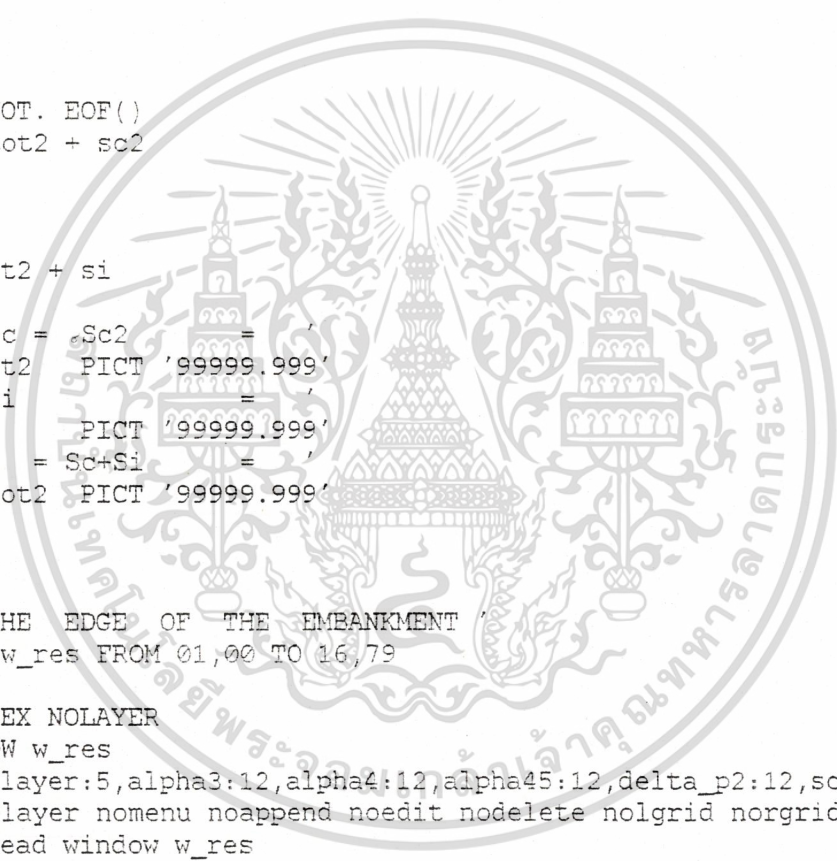 OT. EOF()
ot2 + sc2
t2 + si
c = Sc2 = '
t2 PICT '99999.999'
i = '
PICT '99999.999'
= Sc+Si = '
ot2 PICT '99999.999'
HE EDGE OF THE EMBANKMENT '
w_res FROM 01,00 TO 16,79
EX NOLAYER
W w_res
layer:5,alpha3:12,alpha4:12,alpha45:12,delta_p2:12,sc
layer nomenu noappend noedit nodelete nolgrid norgrid
ead window w_res